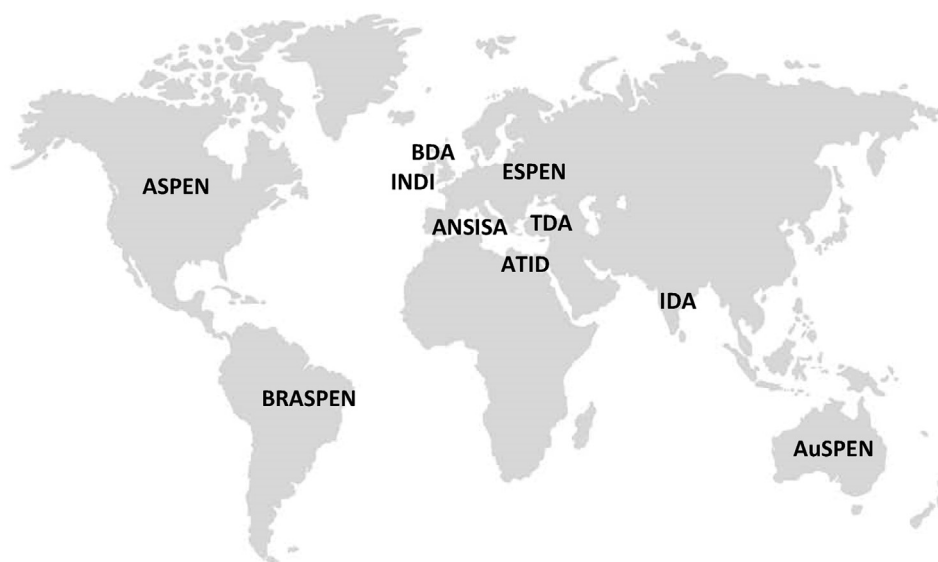 BDA
ESPEN
INDI
ASPEN
ANSISA
TDA
ATID
IDA
BRASPEN
AuSPEN